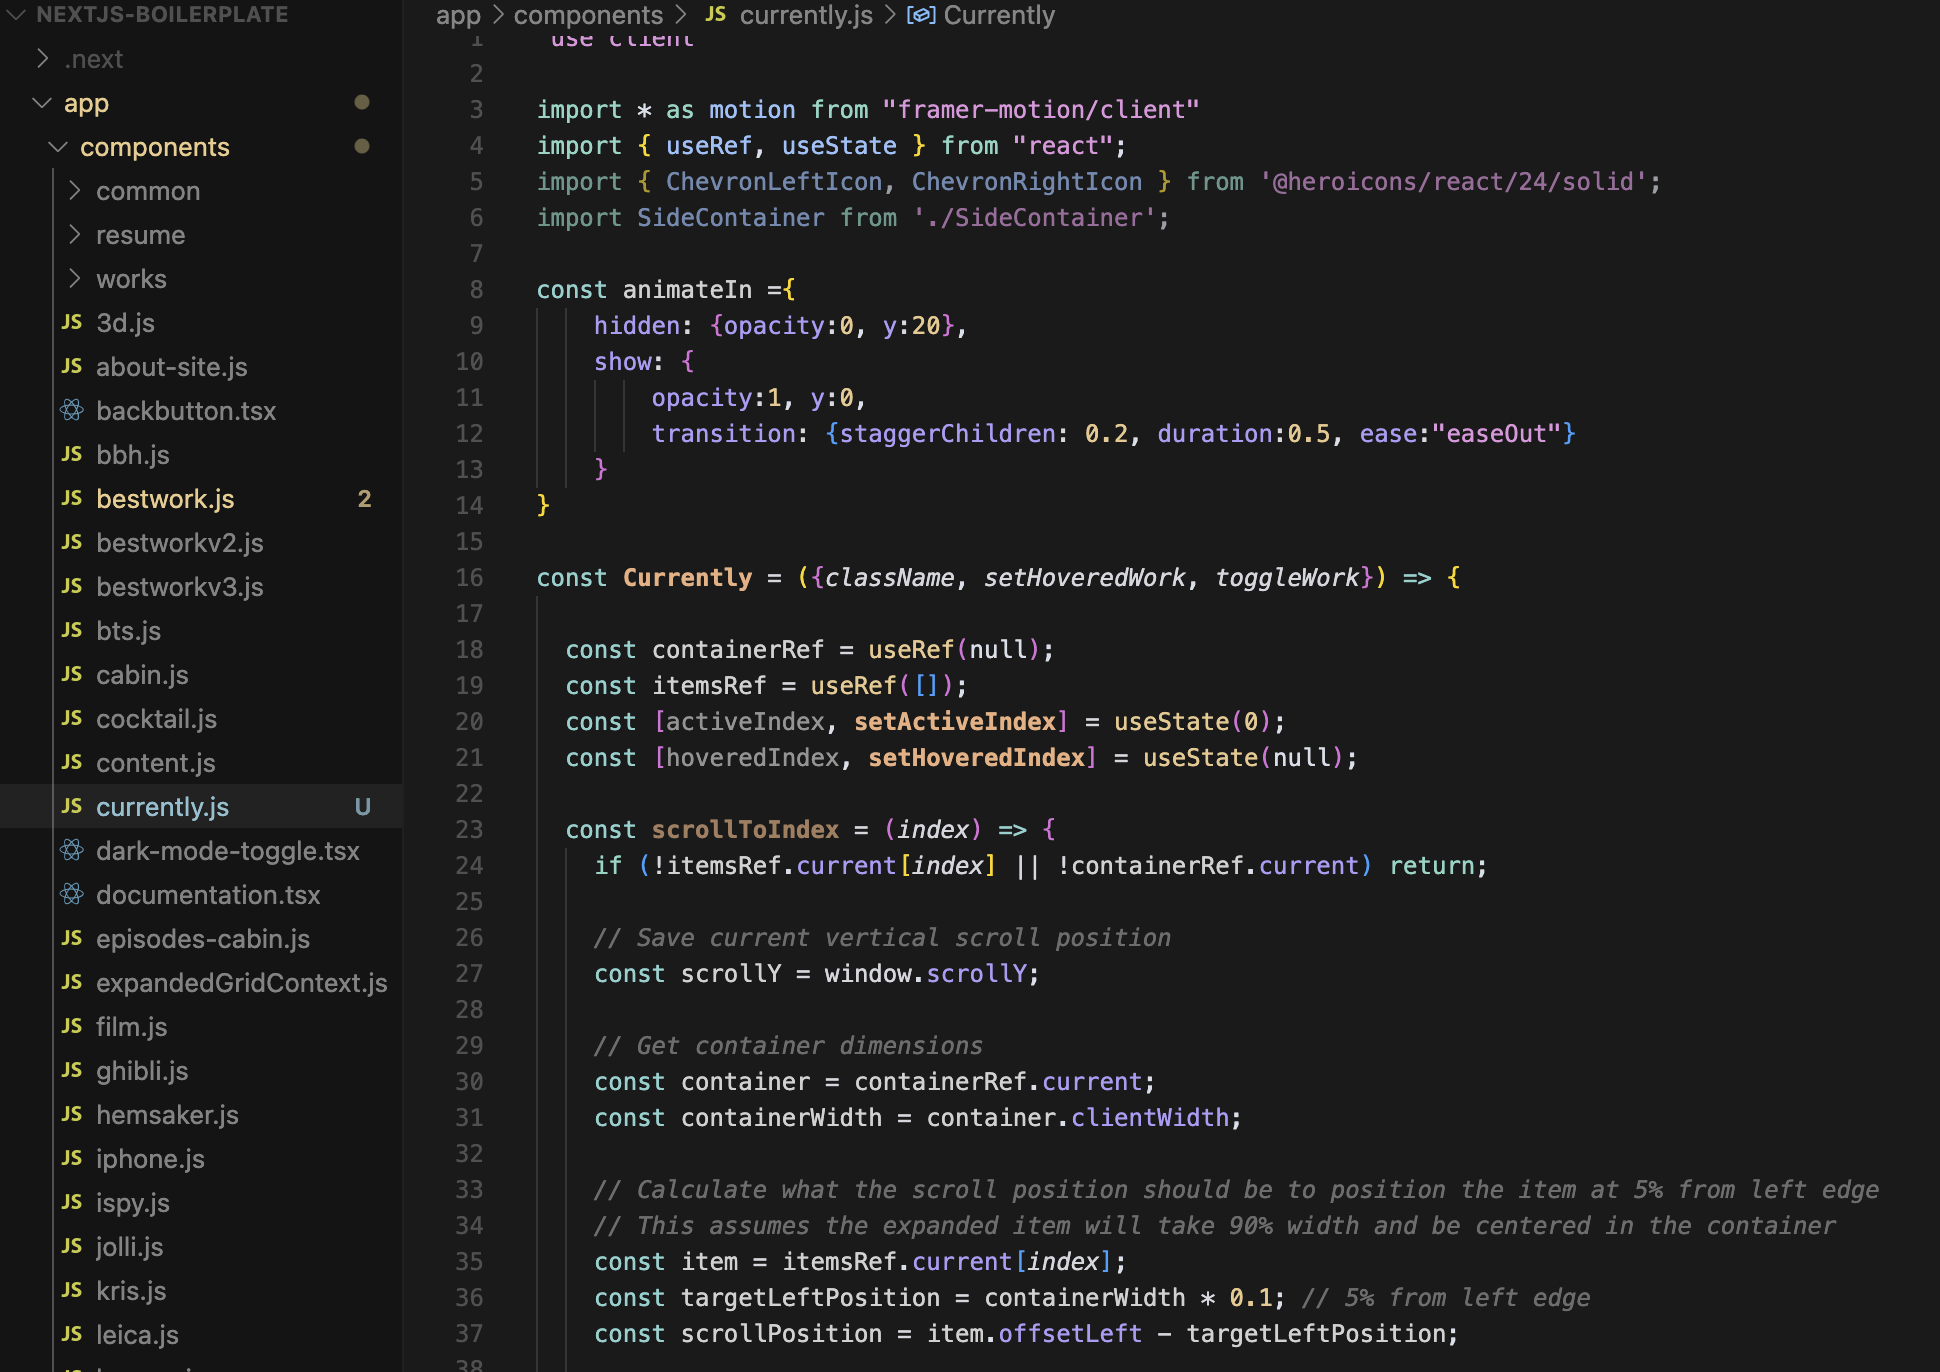 NEXTJS-BOILERPLATE
.next
app
components
common
resume
works
JS 3d.js
JS about-site.js
backbutton.tsx
JS bbh.js
JS bestwork.js 2
JS bestworkv2.js
JS bestworkv3.js
JS bts.js
JS cabin.js
JS cocktail.js
JS content.js
JS currently.js U
dark-mode-toggle.tsx
documentation.tsx
JS episodes-cabin.js
JS expandedGridContext.js
JS film.js
JS ghibli.js
JS hemsaker.js
JS iphone.js
JS ispy.js
JS jolli.js
JS kris.js
JS leica.js
app > components > JS currently.js > Currently
1 use client
2
3 import * as motion from "framer-motion/client"
4 import { useRef, useState } from "react";
5 import { ChevronLeftIcon, ChevronRightIcon } from '@heroicons/react/24/solid';
6 import SideContainer from './SideContainer';
7
8 const animateIn ={
9 hidden: {opacity:0, y:20},
10 show: {
11 opacity:1, y:0,
12 transition: {staggerChildren: 0.2, duration:0.5, ease:"easeOut"}
13 }
14 }
15
16 const Currently = ({className, setHoveredWork, toggleWork}) => {
17
18 const containerRef = useRef(null);
19 const itemsRef = useRef([]);
20 const [activeIndex, setActiveIndex] = useState(0);
21 const [hoveredIndex, setHoveredIndex] = useState(null);
22
23 const scrollToIndex = (index) => {
24 if (!itemsRef.current[index] || !containerRef.current) return;
25
26 // Save current vertical scroll position
27 const scrollY = window.scrollY;
28
29 // Get container dimensions
30 const container = containerRef.current;
31 const containerWidth = container.clientWidth;
32
33 // Calculate what the scroll position should be to position the item at 5% from left edge
34 // This assumes the expanded item will take 90% width and be centered in the container
35 const item = itemsRef.current[index];
36 const targetLeftPosition = containerWidth * 0.1; // 5% from left edge
37 const scrollPosition = item.offsetLeft - targetLeftPosition;
38